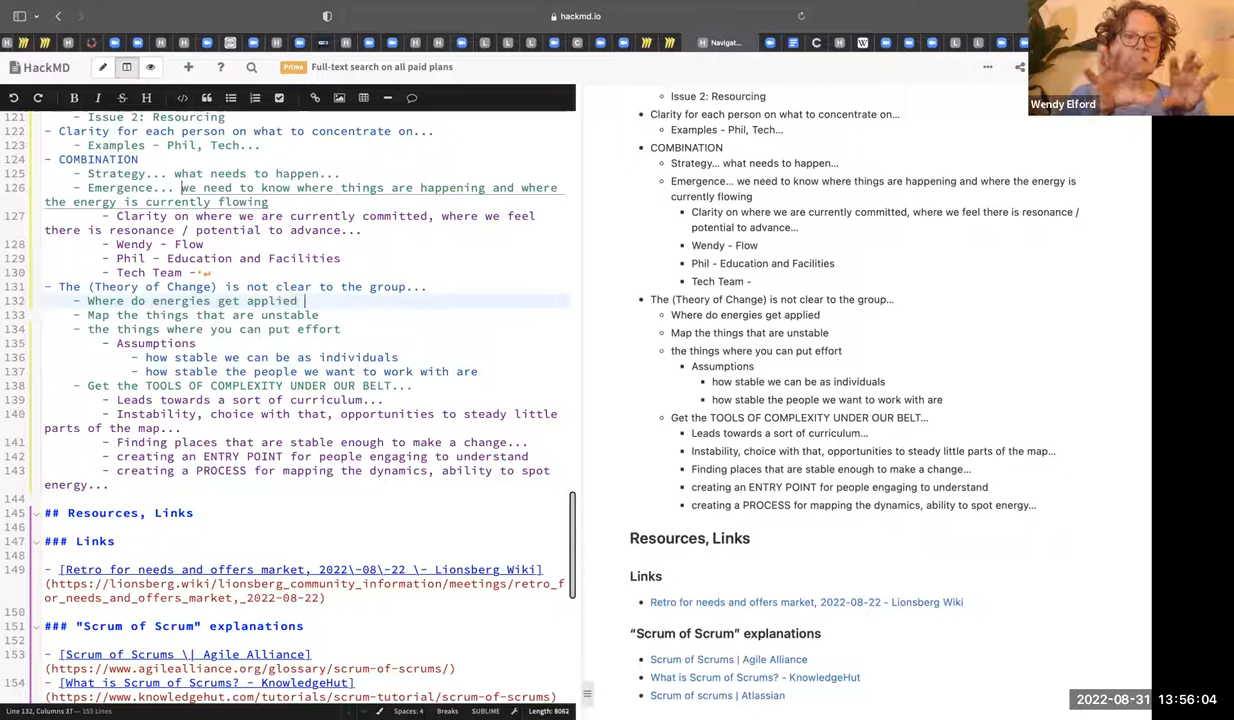 hackmd.io
Navigat...
HackMD
Prime Full-text search on all paid plans
Wendy Elford
121 - Issue 2: Resourcing
122 - Clarity for each person on what to concentrate on...
123 - Examples - Phil, Tech...
124 - COMBINATION
125 - Strategy... what needs to happen...
126 - Emergence... we need to know where things are happening and where
the energy is currently flowing
127 - Clarity on where we are currently committed, where we feel
there is resonance / potential to advance...
128 - Wendy - Flow
129 - Phil - Education and Facilities
130 - Tech Team -
131 - The (Theory of Change) is not clear to the group...
132 - Where do energies get applied
133 - Map the things that are unstable
134 - the things where you can put effort
135 - Assumptions
136 - how stable we can be as individuals
137 - how stable the people we want to work with are
138 - Get the TOOLS OF COMPLEXITY UNDER OUR BELT...
139 - Leads towards a sort of curriculum...
140 - Instability, choice with that, opportunities to steady little
parts of the map...
141 - Finding places that are stable enough to make a change...
142 - creating an ENTRY POINT for people engaging to understand
143 - creating a PROCESS for mapping the dynamics, ability to spot
energy...
144
145 ## Resources, Links
146
147 ### Links
148
149 - [Retro for needs and offers market, 2022\-08\-22 \- Lionsberg Wiki]
(https://lionsberg.wiki/lionsberg_community_information/meetings/retro_f
or_needs_and_offers_market,_2022-08-22)
150
151 ### "Scrum of Scrum" explanations
152
153 - [Scrum of Scrums \| Agile Alliance]
(https://www.agilealliance.org/glossary/scrum-of-scrums/)
154 - [What is Scrum of Scrums? - KnowledgeHut]
(https://www.knowledgehut.com/tutorials/scrum-tutorial/scrum-of-scrums)
Line 132, Columns 37 — 155 Lines
Spaces: 4 Breaks SUBLIME Length: 8062
Issue 2: Resourcing
Clarity for each person on what to concentrate on…
Examples - Phil, Tech…
COMBINATION
Strategy… what needs to happen…
Emergence… we need to know where things are happening and where the energy is
currently flowing
Clarity on where we are currently committed, where we feel there is resonance /
potential to advance…
Wendy - Flow
Phil - Education and Facilities
Tech Team -
The (Theory of Change) is not clear to the group…
Where do energies get applied
Map the things that are unstable
the things where you can put effort
Assumptions
how stable we can be as individuals
how stable the people we want to work with are
Get the TOOLS OF COMPLEXITY UNDER OUR BELT…
Leads towards a sort of curriculum…
Instability, choice with that, opportunities to steady little parts of the map…
Finding places that are stable enough to make a change…
creating an ENTRY POINT for people engaging to understand
creating a PROCESS for mapping the dynamics, ability to spot energy…
Resources, Links
Links
Retro for needs and offers market, 2022-08-22 - Lionsberg Wiki
“Scrum of Scrum” explanations
Scrum of Scrums | Agile Alliance
What is Scrum of Scrums? - KnowledgeHut
Scrum of scrums | Atlassian
2022-08-31 13:56:04